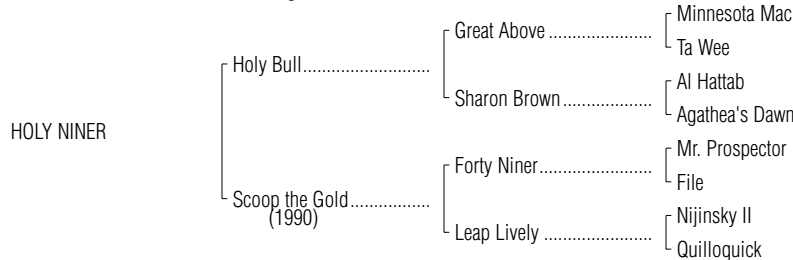 Minnesota Mac
Great Above ......................
Ta Wee
Holy Bull...........................
Al Hattab
Sharon Brown...................
Agathea's Dawn
HOLY NINER
Mr. Prospector
Forty Niner........................
File
Scoop the Gold.................
(1990)
Nijinsky II
Leap Lively .......................
Quilloquick